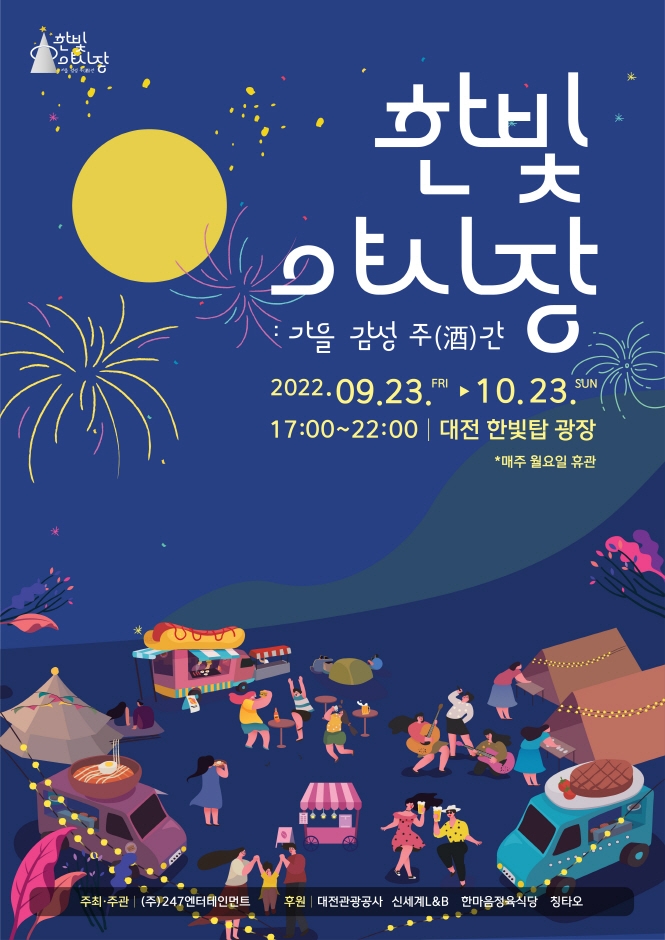 한빛
야시장
한빛
야시장
: 가을 감성 주(酒)간
2022.09.23.FRI ▸ 10.23.SUN
17:00~22:00 | 대전 한빛탑 광장
*매주 월요일 휴관
주최·주관 | (주)247엔터테인먼트 후원 | 대전관광공사 신세계L&B 한마음정육식당 칭타오